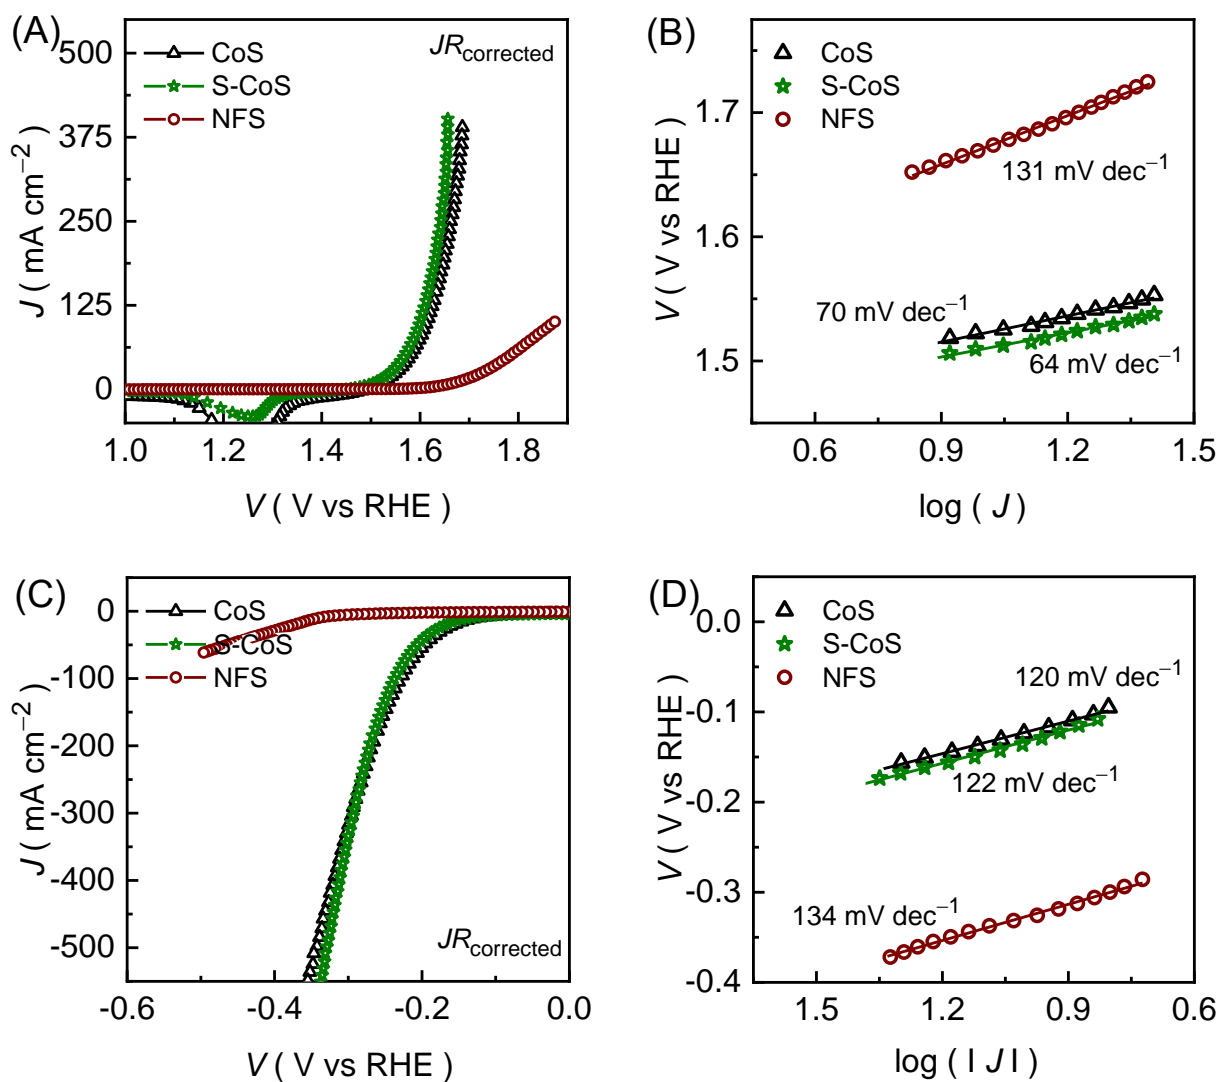 (A)
CoS
S-CoS
NFS
JRcorrected
500
375
250
125
0
J ( mA cm−2)
1.0 1.2 1.4 1.6 1.8
V ( V vs RHE )
(B)
CoS
S-CoS
NFS
131 mV dec−1
70 mV dec−1
64 mV dec−1
1.7
1.6
1.5
V ( V vs RHE)
0.6 0.9 1.2 1.5
log ( J )
(C)
CoS
S-CoS
NFS
JRcorrected
0
-100
-200
-300
-400
-500
J ( mA cm−2)
-0.6 -0.4 -0.2 0.0
V ( V vs RHE )
(D)
CoS
S-CoS
NFS
120 mV dec−1
122 mV dec−1
134 mV dec−1
0.0
-0.1
-0.2
-0.3
-0.4
V ( V vs RHE)
1.5 1.2 0.9 0.6
log ( I J I )